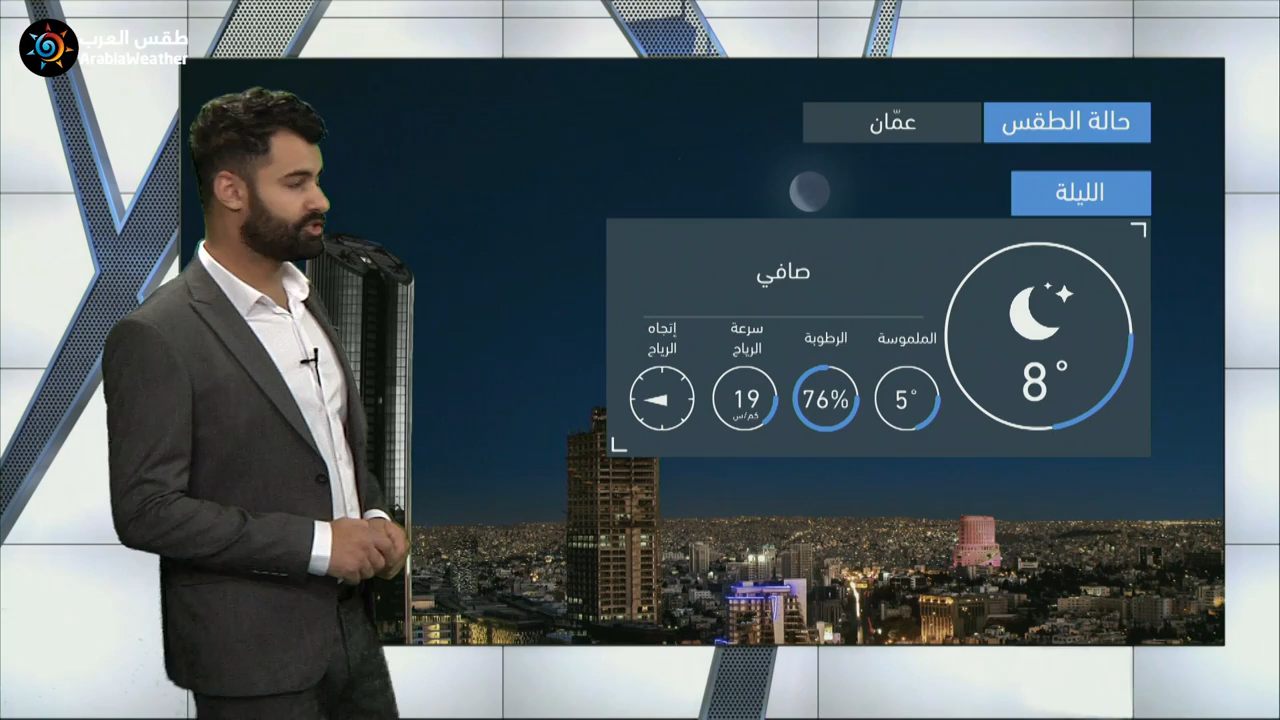 طقس العرب
ArabiaWeather
حالة الطقس
عمّان
الليلة
صافي
8°
الملموسة
5°
الرطوبة
76%
سرعة
الرياح
19
كم/س
إتجاه
الرياح